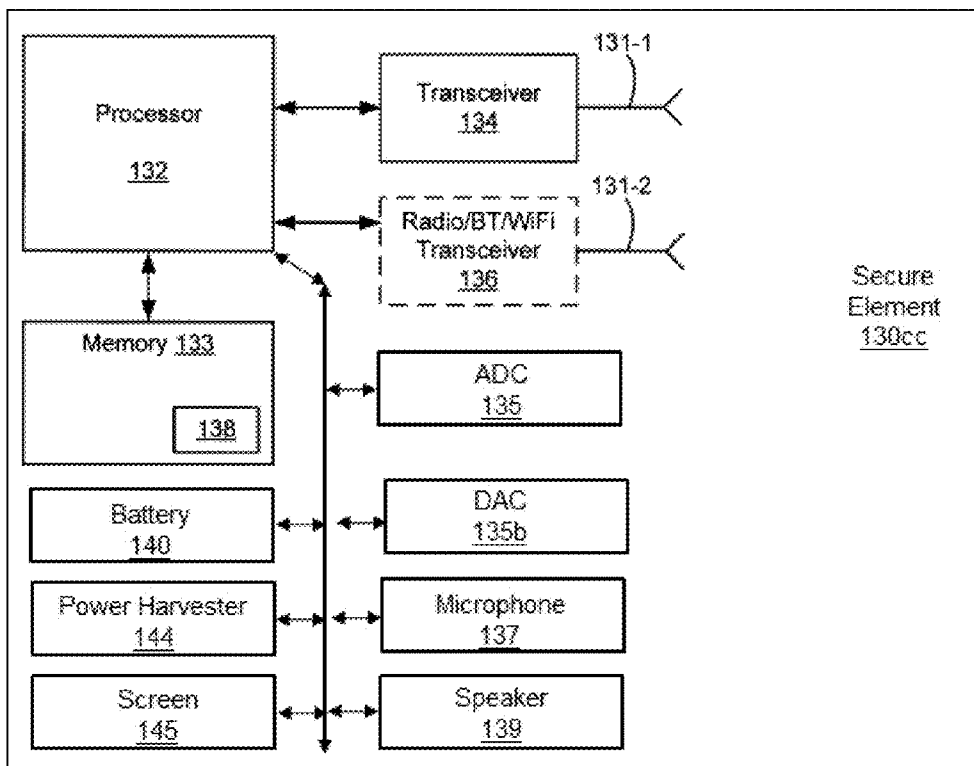 Processor
132
Transceiver
134
131-1
Radio/BT/WiFi
Transceiver
136
131-2
Secure
Element
130cc
Memory 133
138
ADC
135
Battery
140
DAC
135b
Power Harvester
144
Microphone
137
Screen
145
Speaker
139